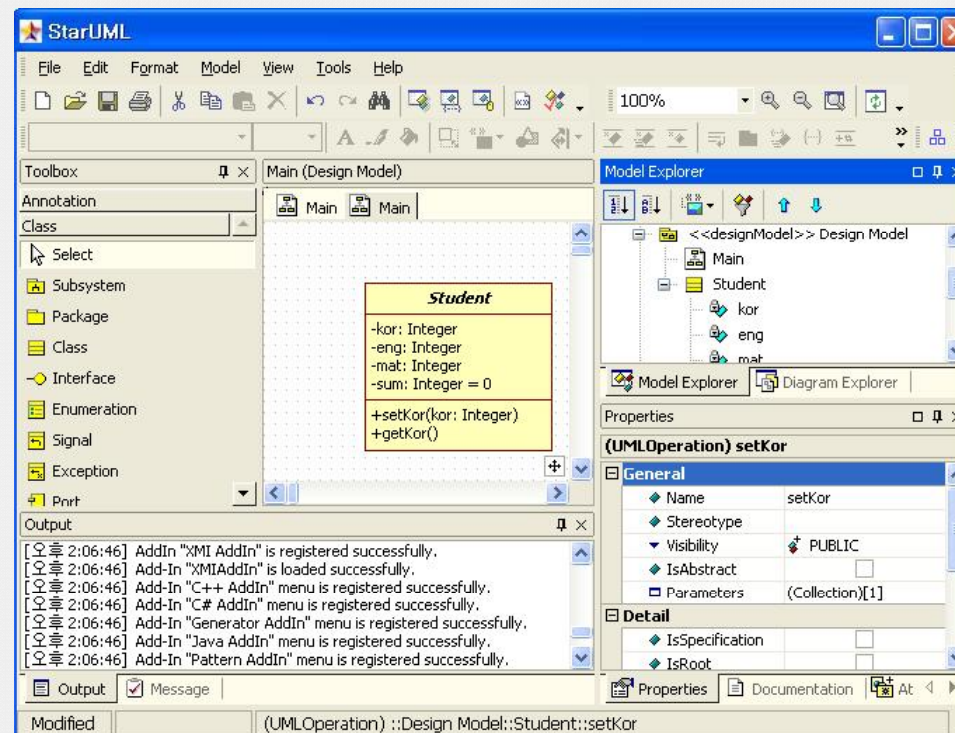 StarUML
File Edit Format Model View Tools Help
100%
Toolbox
Annotation
Class
Select
Subsystem
Package
Class
Interface
Enumeration
Signal
Exception
Port
Main (Design Model)
Main Main
Student
-kor: Integer
-eng: Integer
-mat: Integer
-sum: Integer = 0
+setKor(kor: Integer)
+getKor()
Model Explorer
<<designModel>> Design Model
Main
Student
kor
eng
mat
Model Explorer Diagram Explorer
Properties
(UMLOperation) setKor
General
Name setKor
Stereotype
Visibility PUBLIC
IsAbstract
Parameters (Collection)[1]
Detail
IsSpecification
IsRoot
Properties Documentation At
Output
[오후 2:06:46] AddIn "XMI AddIn" is registered successfully.
[오후 2:06:46] Add-In "XMIAddIn" is loaded successfully.
[오후 2:06:46] Add-In "C++ AddIn" menu is registered successfully.
[오후 2:06:46] Add-In "C# AddIn" menu is registered successfully.
[오후 2:06:46] Add-In "Generator AddIn" menu is registered successfully.
[오후 2:06:46] Add-In "Java AddIn" menu is registered successfully.
[오후 2:06:46] Add-In "Pattern AddIn" menu is registered successfully.
Output Message
Modified (UMLOperation) ::Design Model::Student::setKor